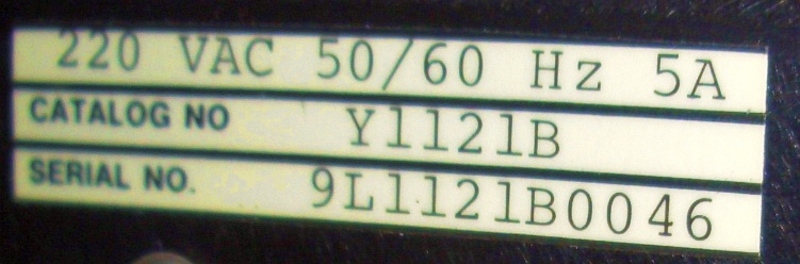 220 VAC 50/60 Hz 5A
CATALOG NO Y1121B
SERIAL NO. 9L1121B0046